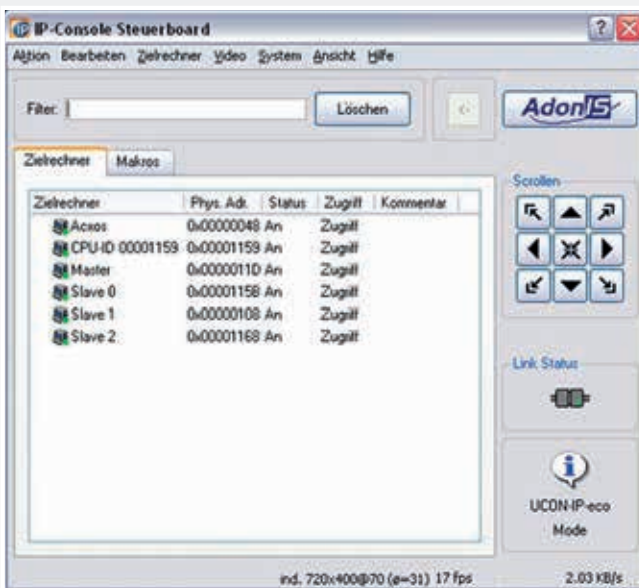 IP-Console Steuerboard
Aktion Bearbeiten Zielrechner Video System Ansicht Hilfe
Filter: Löschen
AdonIS
Zielrechner Makros
Scrollen
Zielrechner Phys. Adr. Status Zugriff Kommentar
Acxos 0x00000048 An Zugriff
CPU-ID 00001159 0x00001159 An Zugriff
Master 0x0000011D An Zugriff
Slave 0 0x0000115B An Zugriff
Slave 1 0x00000108 An Zugriff
Slave 2 0x00001168 An Zugriff
Link Status
UCON-IP-eco
Mode
ind. 720x400@70 (ø=31) 17 fps 2.03 KB/s